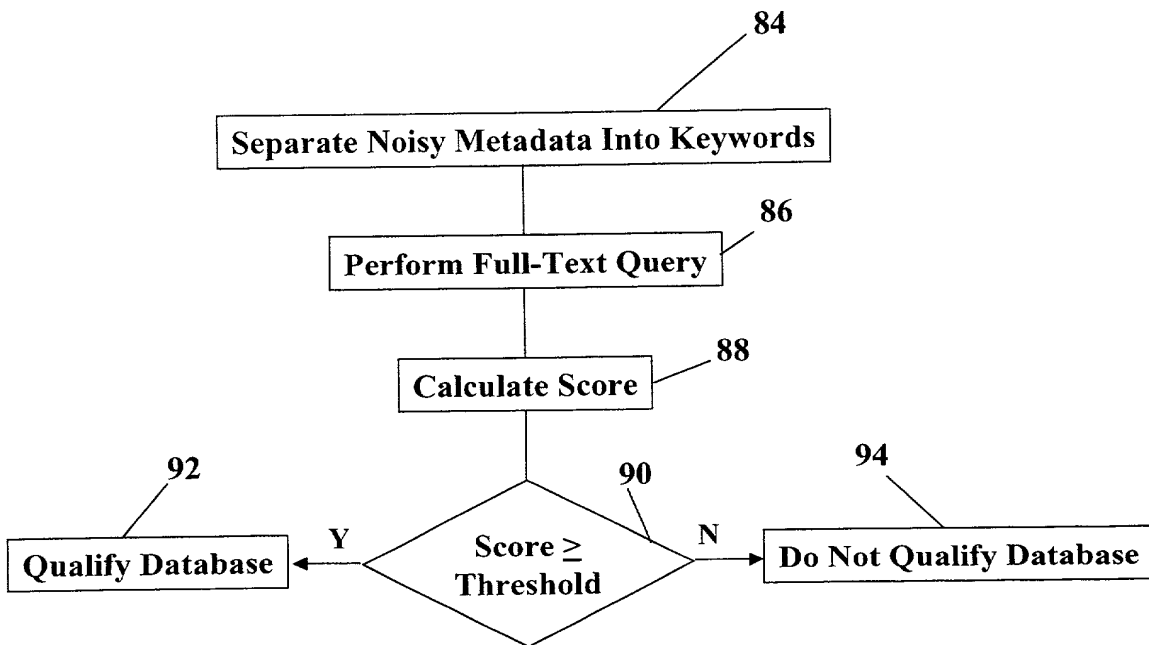 84
Separate Noisy Metadata Into Keywords
86
Perform Full-Text Query
88
Calculate Score
92
90
94
Y
N
Qualify Database
Score ≥
Threshold
Do Not Qualify Database